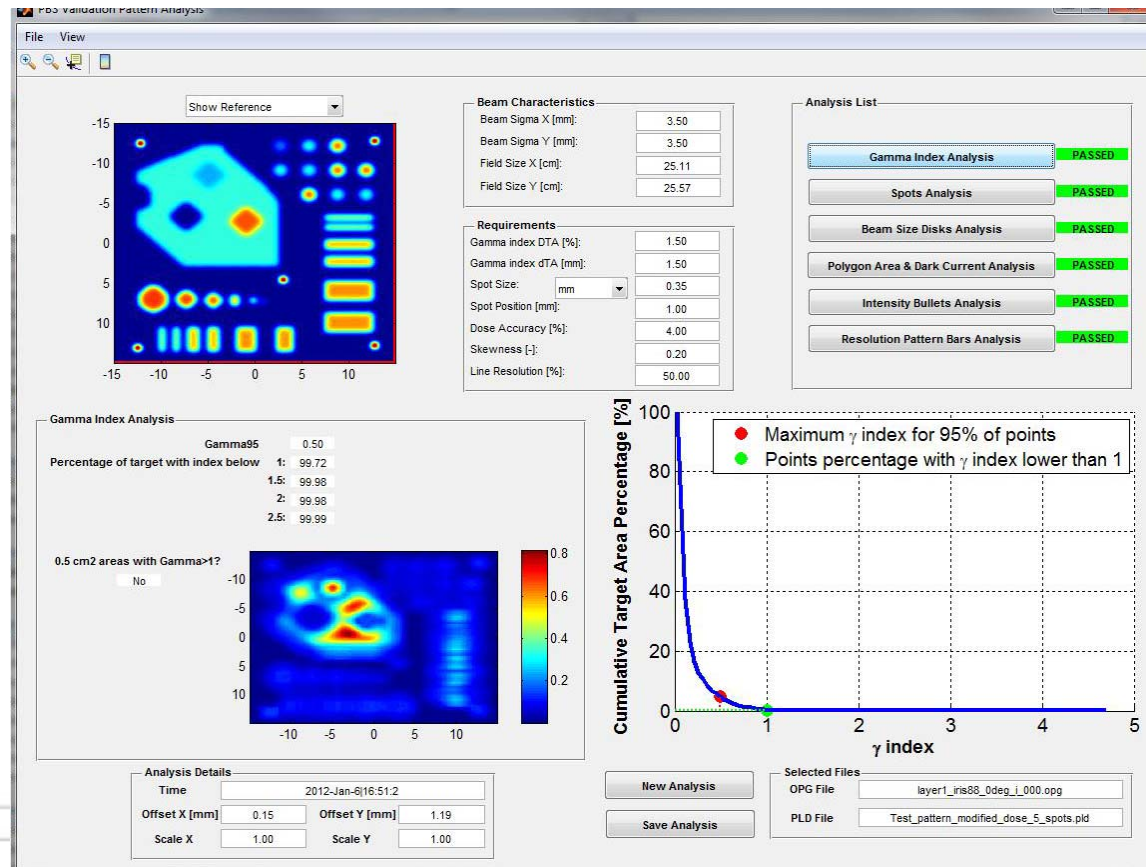 PB3 Validation Pattern Analysis
File View
Show Reference
-15
-10
-5
0
5
10
-15 -10 -5 0 5 10
Beam Characteristics
Beam Sigma X [mm]: 3.50
Beam Sigma Y [mm]: 3.50
Field Size X [cm]: 25.11
Field Size Y [cm]: 25.57
Requirements
Gamma index DTA [%]: 1.50
Gamma index dTA [mm]: 1.50
Spot Size: mm 0.35
Spot Position [mm]: 1.00
Dose Accuracy [%]: 4.00
Skewness [-]: 0.20
Line Resolution [%]: 50.00
Analysis List
Gamma Index Analysis PASSED
Spots Analysis PASSED
Beam Size Disks Analysis PASSED
Polygon Area & Dark Current Analysis PASSED
Intensity Bullets Analysis PASSED
Resolution Pattern Bars Analysis PASSED
Gamma Index Analysis
Gamma95 0.50
Percentage of target with index below 1: 99.72
1.5: 99.98
2: 99.98
2.5: 99.99
0.5 cm2 areas with Gamma>1?
No
-10
-5
0
5
10
-10 -5 0 5 10
0.8
0.6
0.4
0.2
Cumulative Target Area Percentage [%]
100
80
60
40
20
0
Maximum γ index for 95% of points
Points percentage with γ index lower than 1
0 1 2 3 4 5
γ index
Analysis Details
Time 2012-Jan-6|16:51:2
Offset X [mm] 0.15 Offset Y [mm] 1.19
Scale X 1.00 Scale Y 1.00
New Analysis
Save Analysis
Selected Files
OPG File layer1_iris88_0deg_i_000.opg
PLD File Test_pattern_modified_dose_5_spots.pld